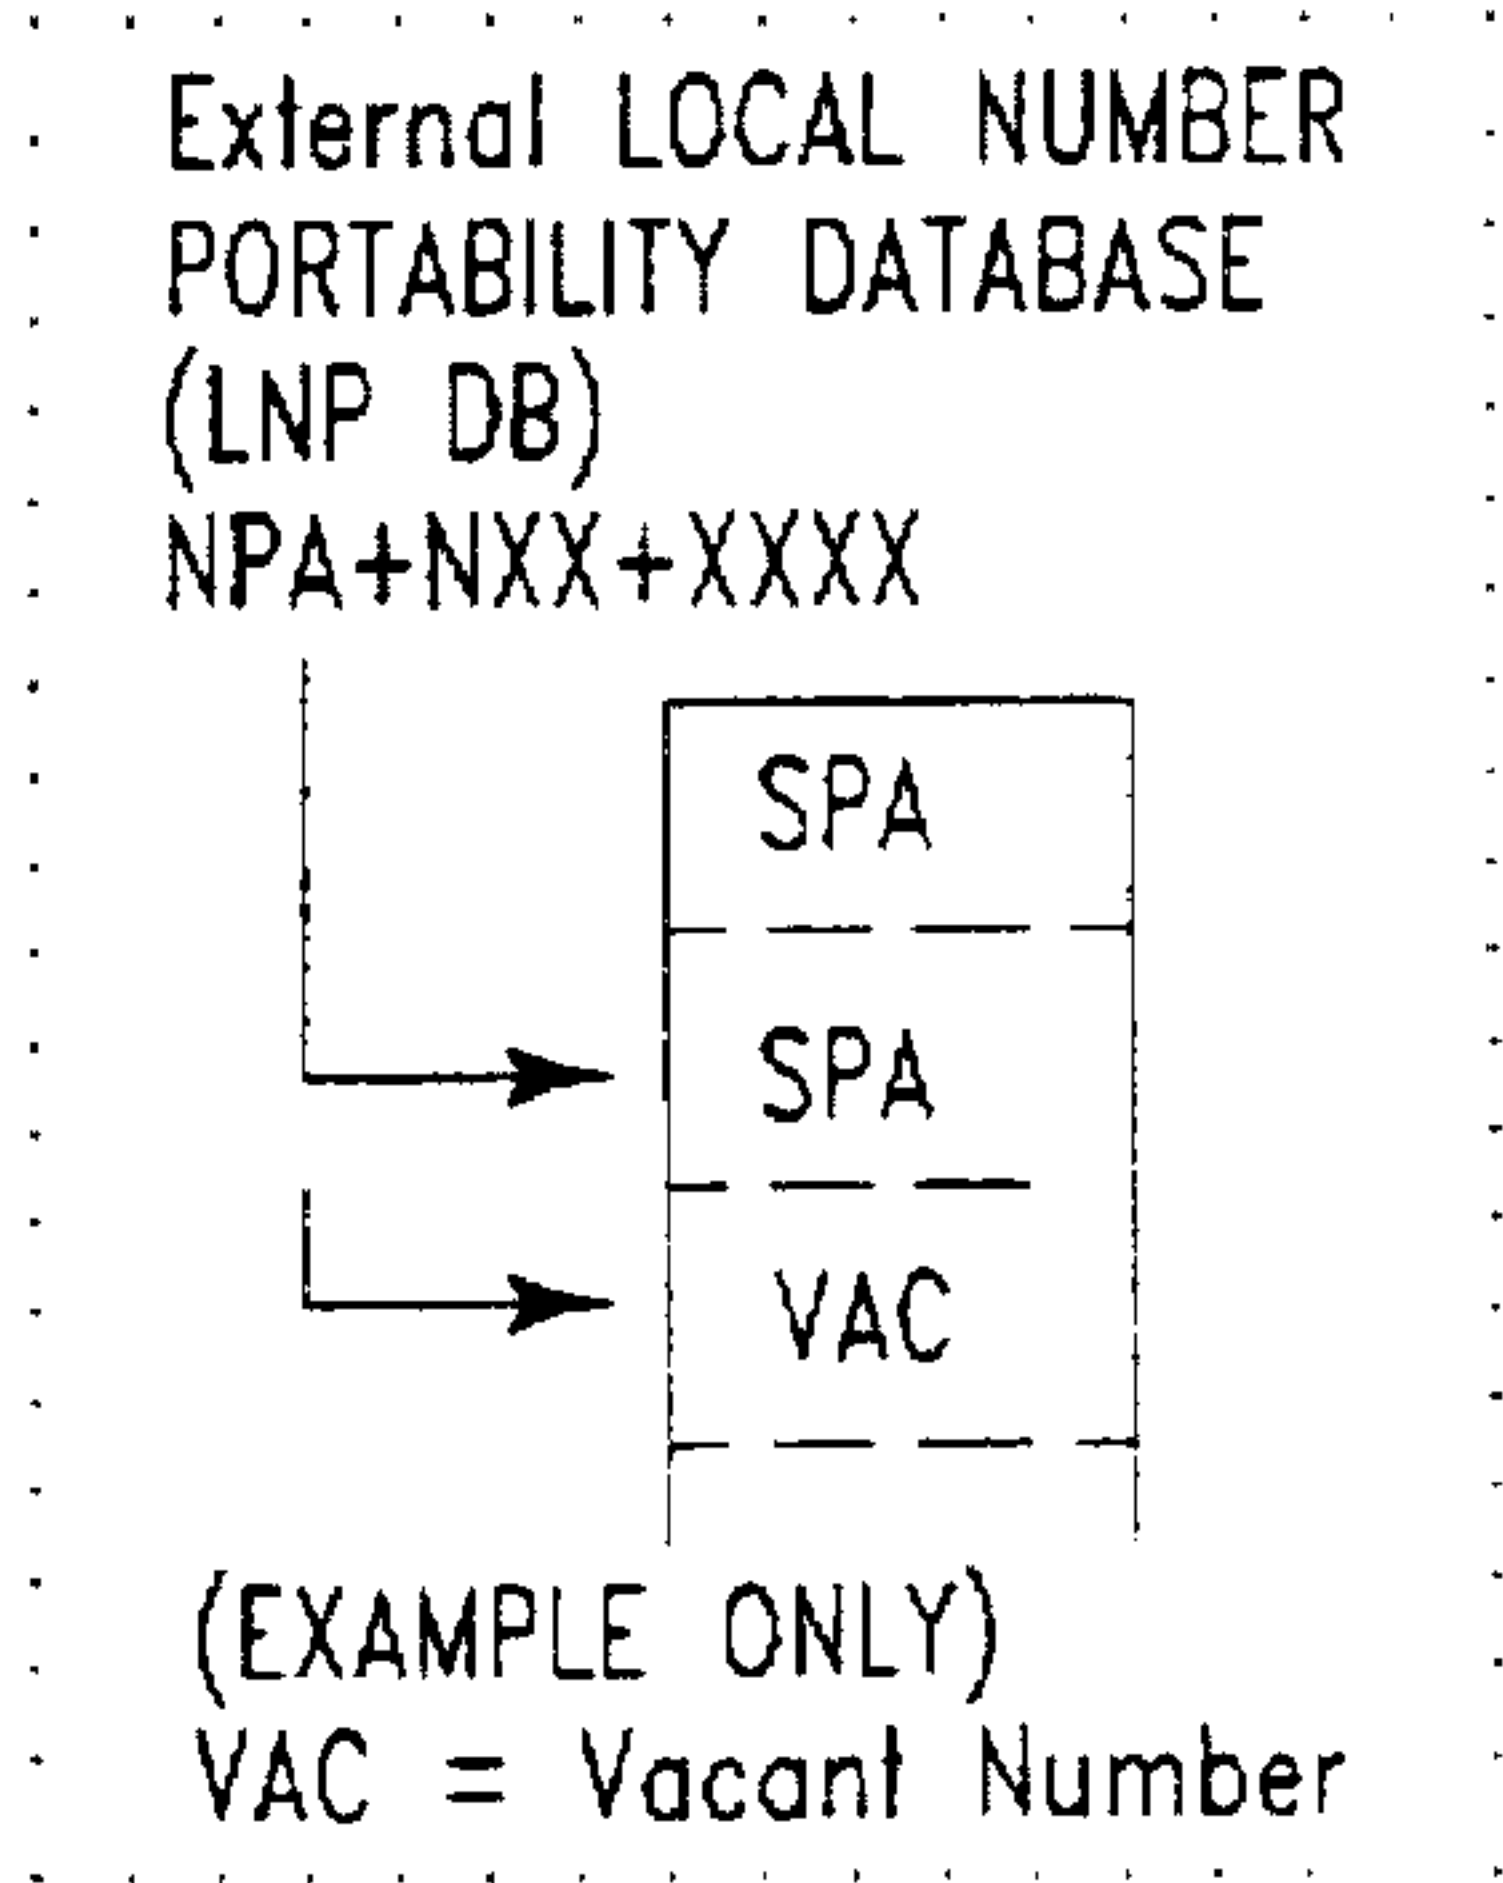 External LOCAL NUMBER
PORTABILITY DATABASE
(LNP DB)
NPA+NXX+XXXX
SPA
SPA
VAC
(EXAMPLE ONLY)
VAC = Vacant Number